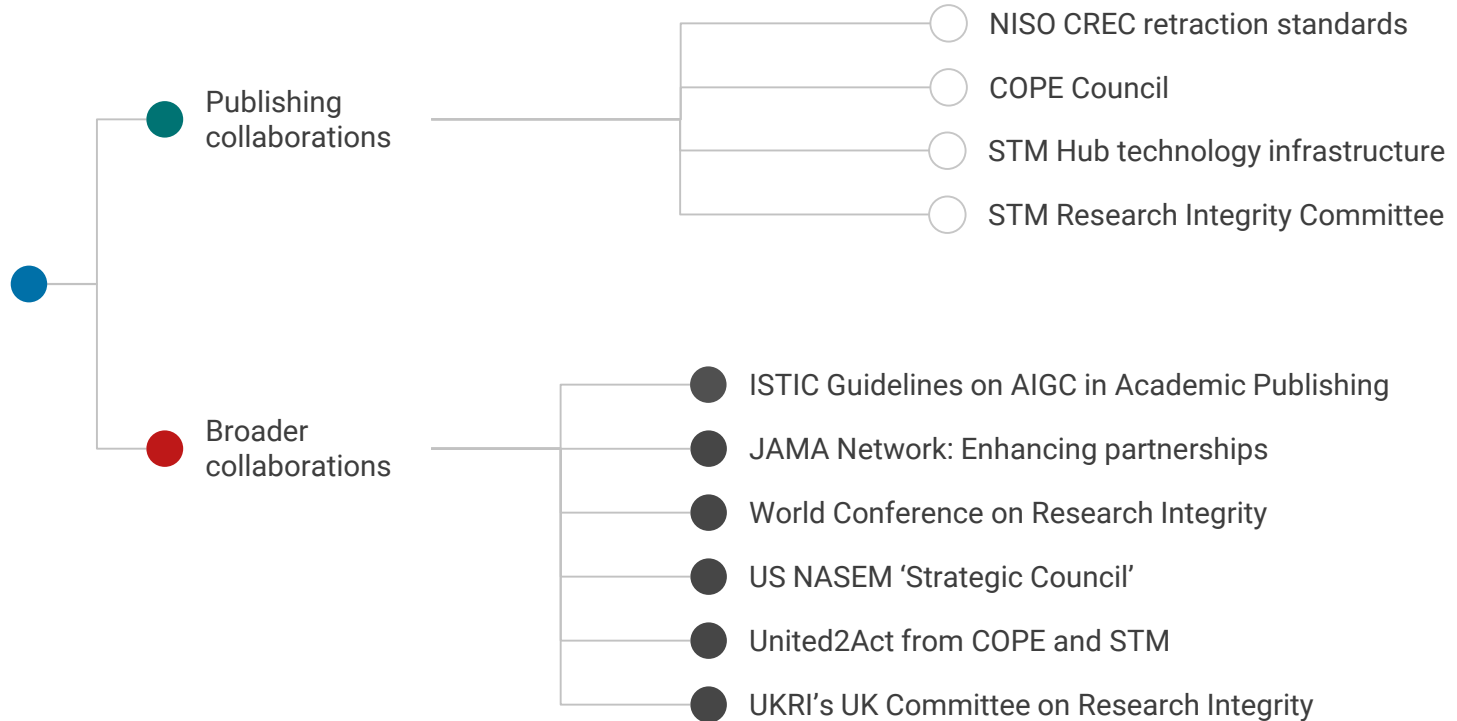 Publishing
collaborations
NISO CREC retraction standards
COPE Council
STM Hub technology infrastructure
STM Research Integrity Committee
Broader
collaborations
ISTIC Guidelines on AIGC in Academic Publishing
JAMA Network: Enhancing partnerships
World Conference on Research Integrity
US NASEM ‘Strategic Council’
United2Act from COPE and STM
UKRI’s UK Committee on Research Integrity